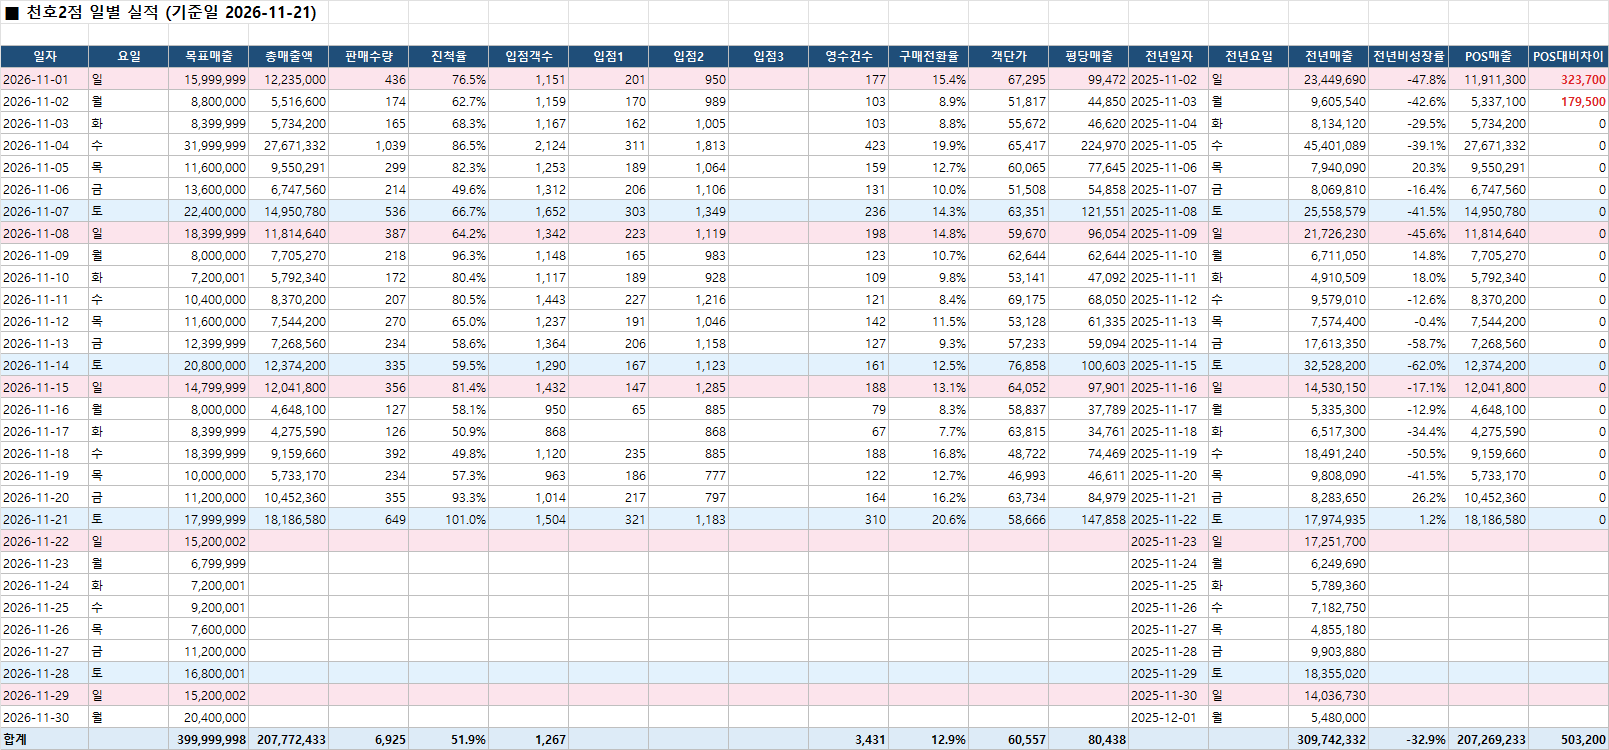 ■ 천호2점 일별 실적 (기준일 2026-11-21)
일자 요일 목표매출 총매출액 판매수량 진척율 입점객수 입점1 입점2 입점3 영수건수 구매전환율 객단가 평당매출 전년일자 전년요일 전년매출 전년비성장률 POS매출 POS대비차이
2026-11-01 일 15,999,999 12,235,000 436 76.5% 1,151 201 950 177 15.4% 67,295 99,472 2025-11-02 일 23,449,690 -47.8% 11,911,300 323,700
2026-11-02 월 8,800,000 5,516,600 174 62.7% 1,159 170 989 103 8.9% 51,817 44,850 2025-11-03 월 9,605,540 -42.6% 5,337,100 179,500
2026-11-03 화 8,399,999 5,734,200 165 68.3% 1,167 162 1,005 103 8.8% 55,672 46,620 2025-11-04 화 8,134,120 -29.5% 5,734,200 0
2026-11-04 수 31,999,999 27,671,332 1,039 86.5% 2,124 311 1,813 423 19.9% 65,417 224,970 2025-11-05 수 45,401,089 -39.1% 27,671,332 0
2026-11-05 목 11,600,000 9,550,291 299 82.3% 1,253 189 1,064 159 12.7% 60,065 77,645 2025-11-06 목 7,940,090 20.3% 9,550,291 0
2026-11-06 금 13,600,000 6,747,560 214 49.6% 1,312 206 1,106 131 10.0% 51,508 54,858 2025-11-07 금 8,069,810 -16.4% 6,747,560 0
2026-11-07 토 22,400,000 14,950,780 536 66.7% 1,652 303 1,349 236 14.3% 63,351 121,551 2025-11-08 토 25,558,579 -41.5% 14,950,780 0
2026-11-08 일 18,399,999 11,814,640 387 64.2% 1,342 223 1,119 198 14.8% 59,670 96,054 2025-11-09 일 21,726,230 -45.6% 11,814,640 0
2026-11-09 월 8,000,000 7,705,270 218 96.3% 1,148 165 983 123 10.7% 62,644 62,644 2025-11-10 월 6,711,050 14.8% 7,705,270 0
2026-11-10 화 7,200,001 5,792,340 172 80.4% 1,117 189 928 109 9.8% 53,141 47,092 2025-11-11 화 4,910,509 18.0% 5,792,340 0
2026-11-11 수 10,400,000 8,370,200 207 80.5% 1,443 227 1,216 121 8.4% 69,175 68,050 2025-11-12 수 9,579,010 -12.6% 8,370,200 0
2026-11-12 목 11,600,000 7,544,200 270 65.0% 1,237 191 1,046 142 11.5% 53,128 61,335 2025-11-13 목 7,574,400 -0.4% 7,544,200 0
2026-11-13 금 12,399,999 7,268,560 234 58.6% 1,364 206 1,158 127 9.3% 57,233 59,094 2025-11-14 금 17,613,350 -58.7% 7,268,560 0
2026-11-14 토 20,800,000 12,374,200 335 59.5% 1,290 167 1,123 161 12.5% 76,858 100,603 2025-11-15 토 32,528,200 -62.0% 12,374,200 0
2026-11-15 일 14,799,999 12,041,800 356 81.4% 1,432 147 1,285 188 13.1% 64,052 97,901 2025-11-16 일 14,530,150 -17.1% 12,041,800 0
2026-11-16 월 8,000,000 4,648,100 127 58.1% 950 65 885 79 8.3% 58,837 37,789 2025-11-17 월 5,335,300 -12.9% 4,648,100 0
2026-11-17 화 8,399,999 4,275,590 126 50.9% 868 868 67 7.7% 63,815 34,761 2025-11-18 화 6,517,300 -34.4% 4,275,590 0
2026-11-18 수 18,399,999 9,159,660 392 49.8% 1,120 235 885 188 16.8% 48,722 74,469 2025-11-19 수 18,491,240 -50.5% 9,159,660 0
2026-11-19 목 10,000,000 5,733,170 234 57.3% 963 186 777 122 12.7% 46,993 46,611 2025-11-20 목 9,808,090 -41.5% 5,733,170 0
2026-11-20 금 11,200,000 10,452,360 355 93.3% 1,014 217 797 164 16.2% 63,734 84,979 2025-11-21 금 8,283,650 26.2% 10,452,360 0
2026-11-21 토 17,999,999 18,186,580 649 101.0% 1,504 321 1,183 310 20.6% 58,666 147,858 2025-11-22 토 17,974,935 1.2% 18,186,580 0
2026-11-22 일 15,200,002 2025-11-23 일 17,251,700
2026-11-23 월 6,799,999 2025-11-24 월 6,249,690
2026-11-24 화 7,200,001 2025-11-25 화 5,789,360
2026-11-25 수 9,200,001 2025-11-26 수 7,182,750
2026-11-26 목 7,600,000 2025-11-27 목 4,855,180
2026-11-27 금 11,200,000 2025-11-28 금 9,903,880
2026-11-28 토 16,800,001 2025-11-29 토 18,355,020
2026-11-29 일 15,200,002 2025-11-30 일 14,036,730
2026-11-30 월 20,400,000 2025-12-01 월 5,480,000
합계 399,999,998 207,772,433 6,925 51.9% 1,267 3,431 12.9% 60,557 80,438 309,742,332 -32.9% 207,269,233 503,200